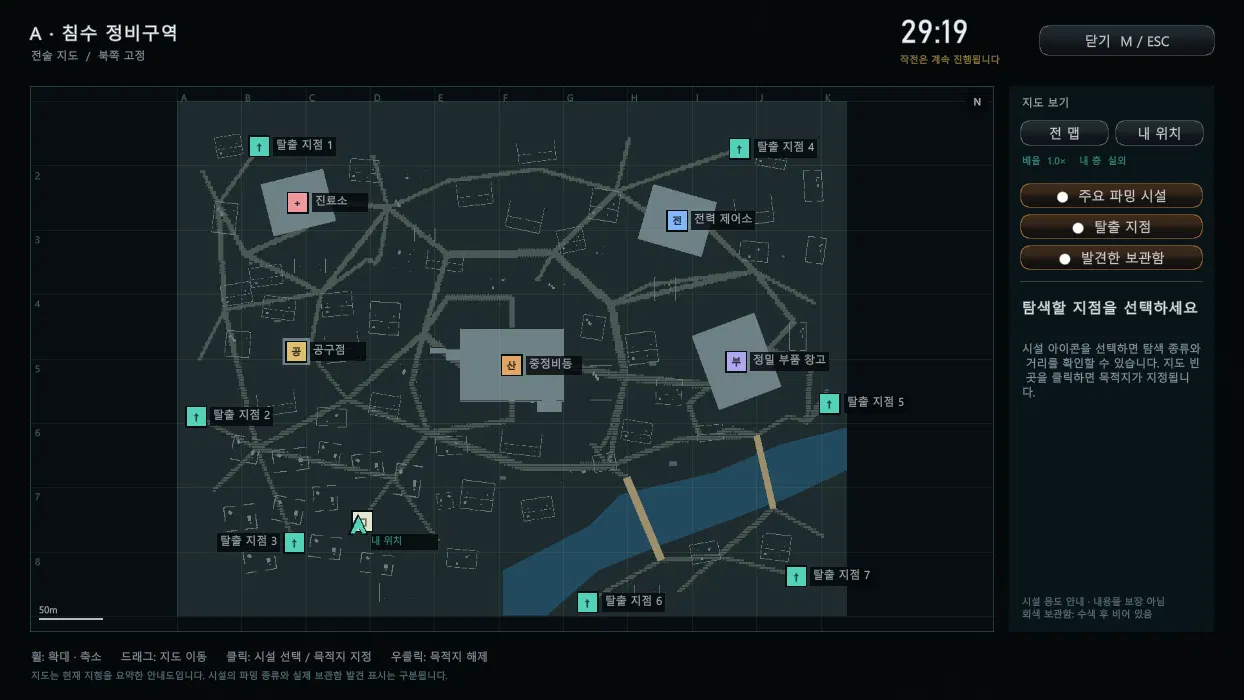 A · 침수 정비구역
전술 지도 / 북쪽 고정
29:19
작전은 계속 진행됩니다
닫기 M / ESC
A B C D E F G H I J K
N
2
3
4
5
6
7
8
탈출 지점 1
탈출 지점 4
진료소
전 전력 제어소
공 공구점
산 중정비동
부 정밀 부품 창고
탈출 지점 2
탈출 지점 5
탈출 지점 3
내 위치
탈출 지점 7
탈출 지점 6
50m
지도 보기
전 맵
내 위치
배율 1.0× 내 층 실외
주요 파밍 시설
탈출 지점
발견한 보관함
탐색할 지점을 선택하세요
시설 아이콘을 선택하면 탐색 종류와
거리를 확인할 수 있습니다. 지도 빈
곳을 클릭하면 목적지가 지정됩니
다.
시설 용도 안내 · 내용물 보장 아님
회색 보관함: 수색 후 비어 있음
휠: 확대 · 축소 드래그: 지도 이동 클릭: 시설 선택 / 목적지 지정 우클릭: 목적지 해제
지도는 현재 지형을 요약한 안내도입니다. 시설의 파밍 종류와 실제 보관함 발견 표시는 구분됩니다.